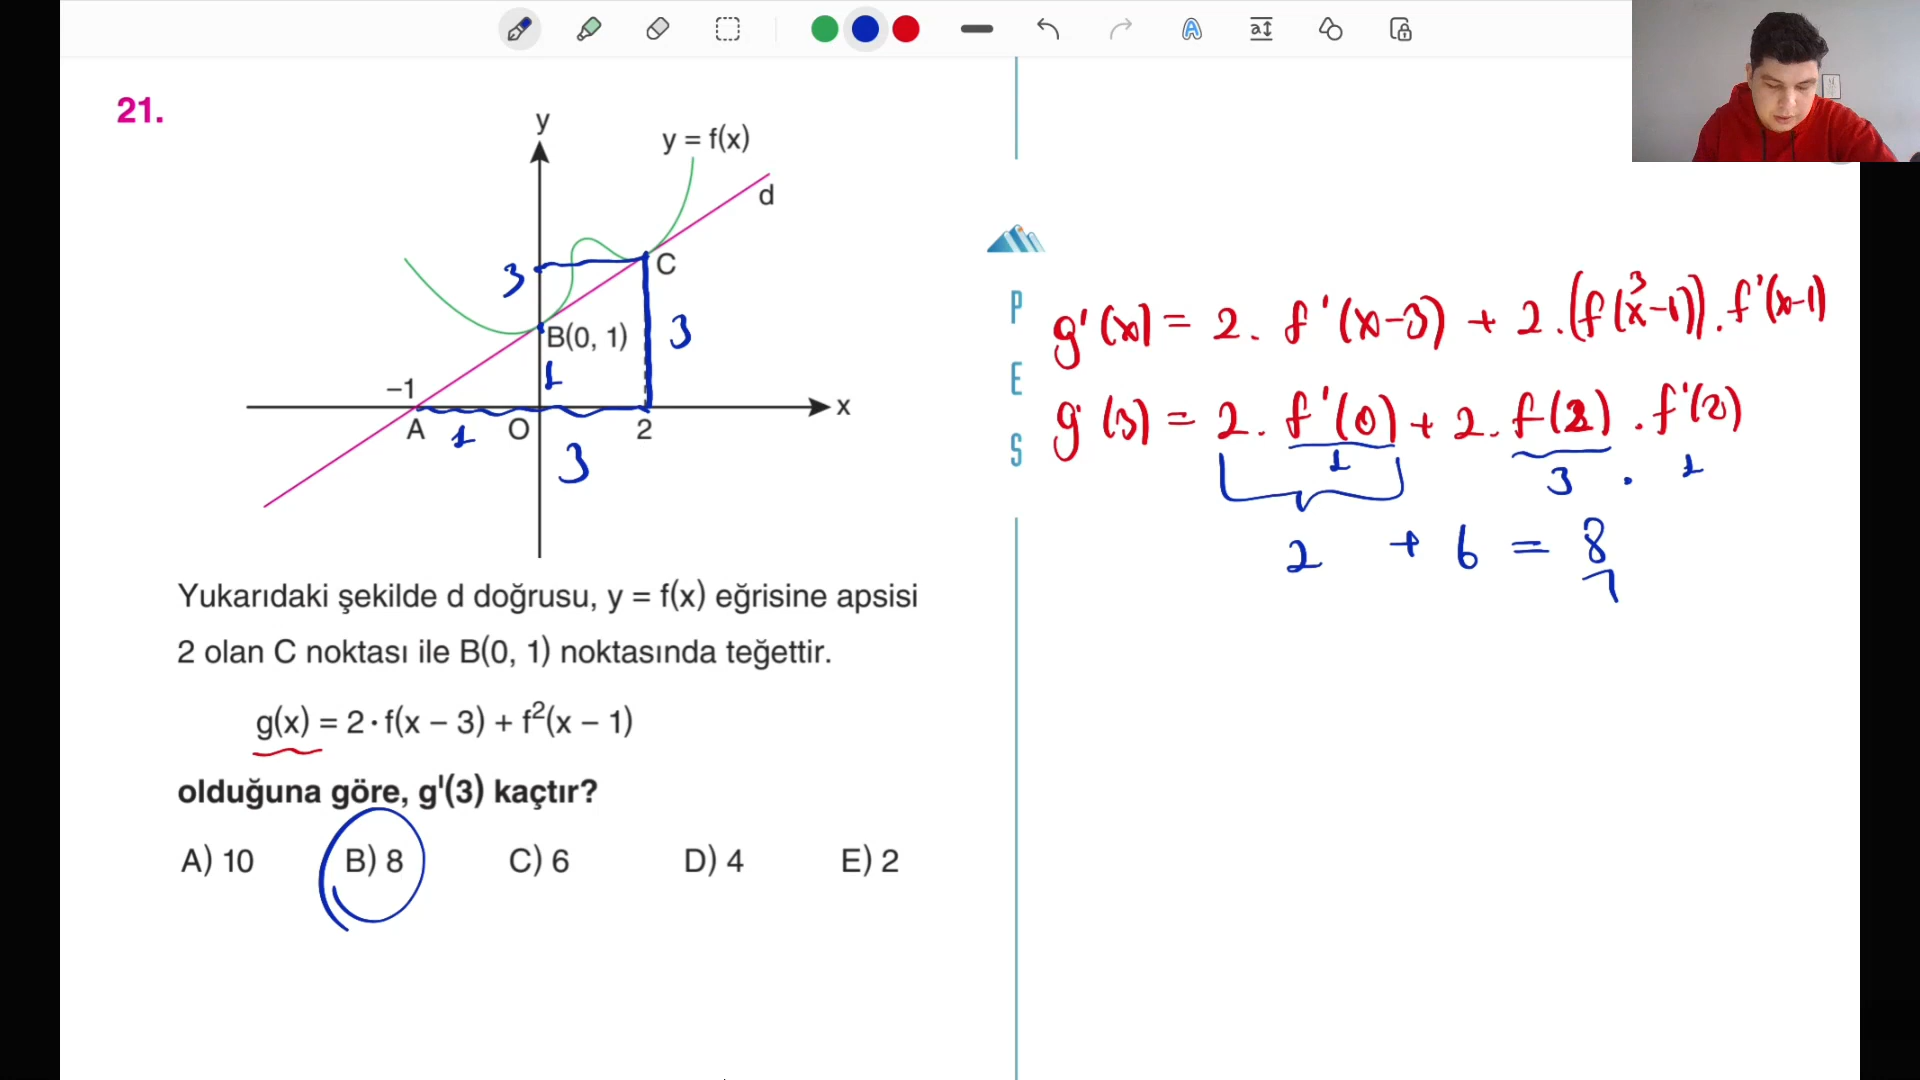 21.
y
y = f(x)
d
3
C
B(0, 1)
3
1
–1
x
A
1
O
2
3
Yukarıdaki şekilde d doğrusu, y = f(x) eğrisine apsisi
2 olan C noktası ile B(0, 1) noktasında teğettir.
g(x) = 2 · f(x – 3) + f²(x – 1)
olduğuna göre, g'(3) kaçtır?
A) 10 B) 8 C) 6 D) 4 E) 2
P
E
S
g'(x) = 2. f'(x-3) + 2.(f(x-1)).f'(x-1)
3
g'(3) = 2. f'(0) + 2. f(2) . f'(2)
1 3 . 1
2 + 6 = 8